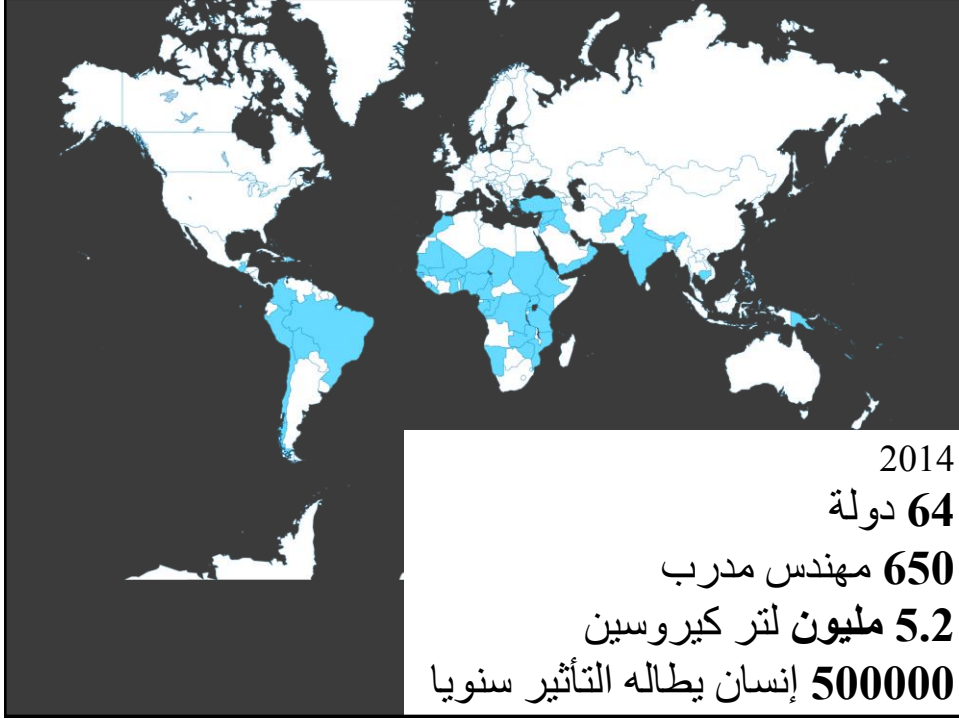 2014
64 دولة
650 مهندس مدرب
5.2 مليون لتر كيروسين
500000 إنسان يطاله التأثير سنويا